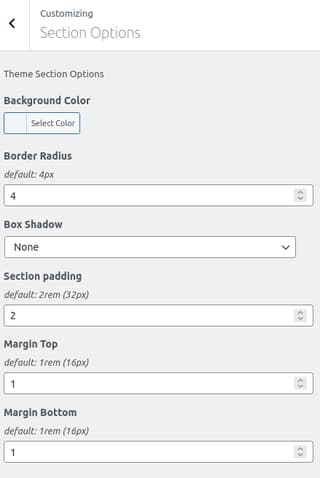 Customizing
Section Options
Theme Section Options
Background Color
Select Color
Border Radius
default: 4px
4
Box Shadow
None
Section padding
default: 2rem (32px)
2
Margin Top
default: 1rem (16px)
1
Margin Bottom
default: 1rem (16px)
1